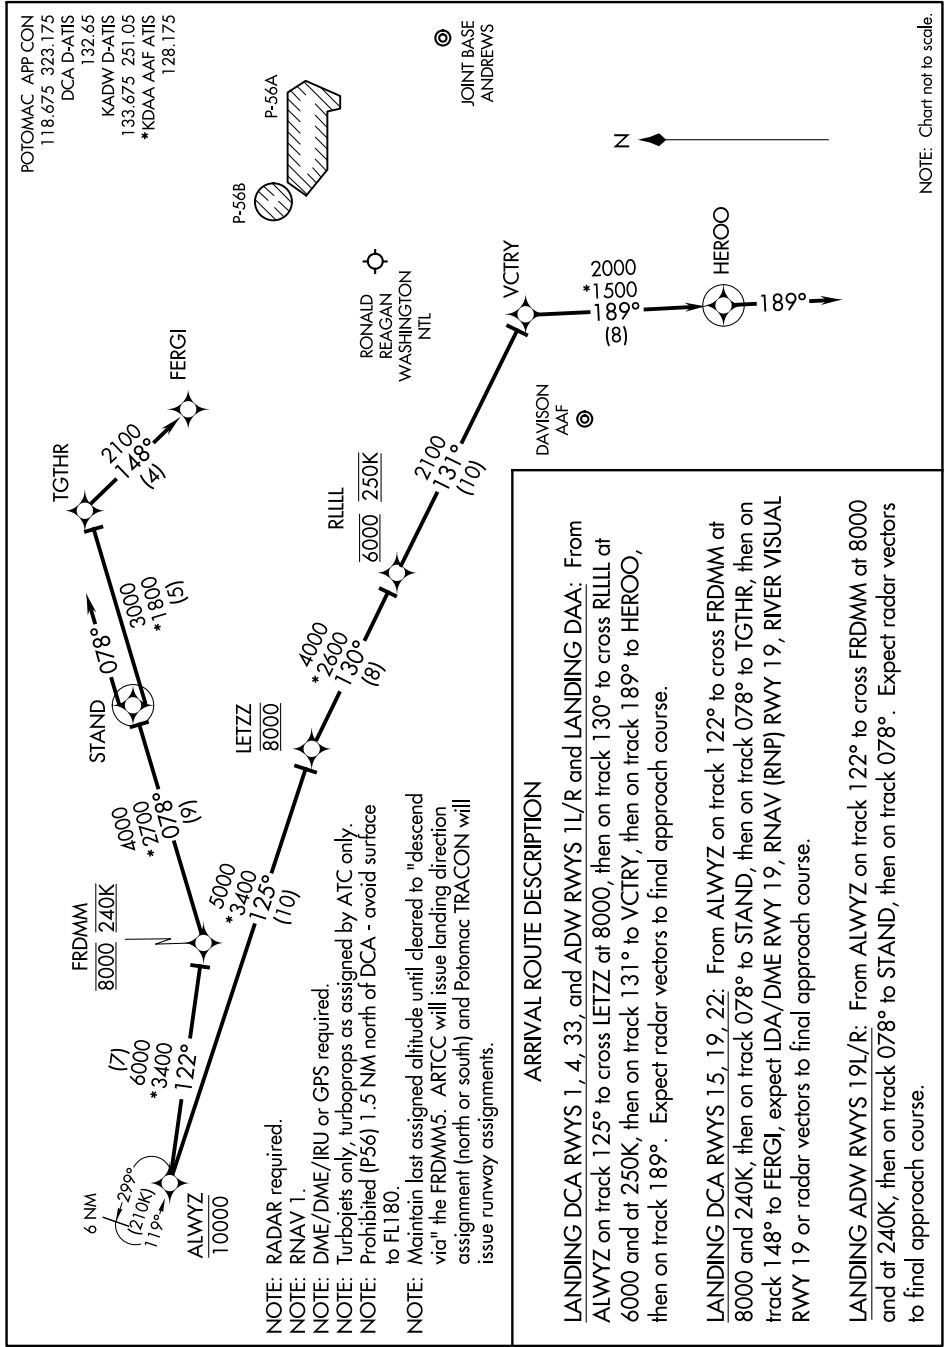 POTOMAC APP CON
118.675 323.175
DCA D-ATIS
132.65
KADW D-ATIS
133.675 251.05
*KDAA AAF ATIS
128.175
P-56A
P-56B
JOINT BASE
ANDREWS
N
NOTE: Chart not to scale.
RONALD
REAGAN
WASHINGTON
NTL
DAVISON
AAF
6 NM
299°
(210K)
119°
ALWYZ
10000
(7)
6000
*3400
122°
FRDMM
8000 240K
4000
*2700
078°
(9)
STAND
078°
3000
*1800
(5)
TGTHR
2100
148°
(4)
FERGI
5000
*3400
125°
(10)
LETZZ
8000
4000
*2600
130°
(8)
RLLLL
6000 250K
2100
131°
(10)
VCTRY
2000
*1500
189°
(8)
HEROO
189°
NOTE: RADAR required.
NOTE: RNAV 1.
NOTE: DME/DME/IRU or GPS required.
NOTE: Turbojets only, turboprops as assigned by ATC only.
NOTE: Prohibited (P56) 1.5 NM north of DCA - avoid surface
to FL180.
NOTE: Maintain last assigned altitude until cleared to "descend
via" the FRDMM5. ARTCC will issue landing direction
assignment (north or south) and Potomac TRACON will
issue runway assignments.
ARRIVAL ROUTE DESCRIPTION
LANDING DCA RWYS 1, 4, 33, and ADW RWYS 1L/R and LANDING DAA: From
ALWYZ on track 125° to cross LETZZ at 8000, then on track 130° to cross RLLLL at
6000 and at 250K, then on track 131° to VCTRY, then on track 189° to HEROO,
then on track 189°. Expect radar vectors to final approach course.
LANDING DCA RWYS 15, 19, 22: From ALWYZ on track 122° to cross FRDMM at
8000 and 240K, then on track 078° to STAND, then on track 078° to TGTHR, then on
track 148° to FERGI, expect LDA/DME RWY 19, RNAV (RNP) RWY 19, RIVER VISUAL
RWY 19 or radar vectors to final approach course.
LANDING ADW RWYS 19L/R: From ALWYZ on track 122° to cross FRDMM at 8000
and at 240K, then on track 078° to STAND, then on track 078°. Expect radar vectors
to final approach course.